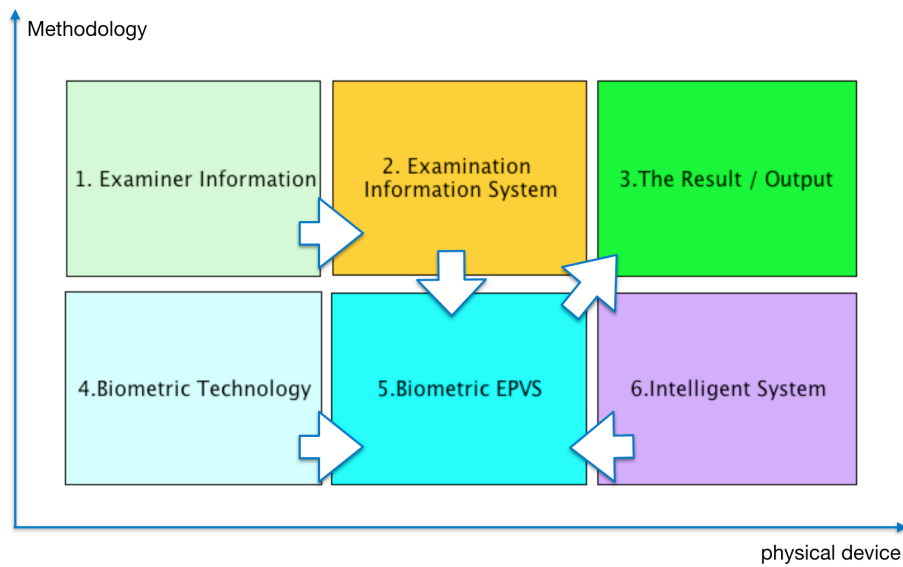 Methodology
1. Examiner Information
2. Examination
Information System
3.The Result / Output
4.Biometric Technology
5.Biometric EPVS
6.Intelligent System
physical device